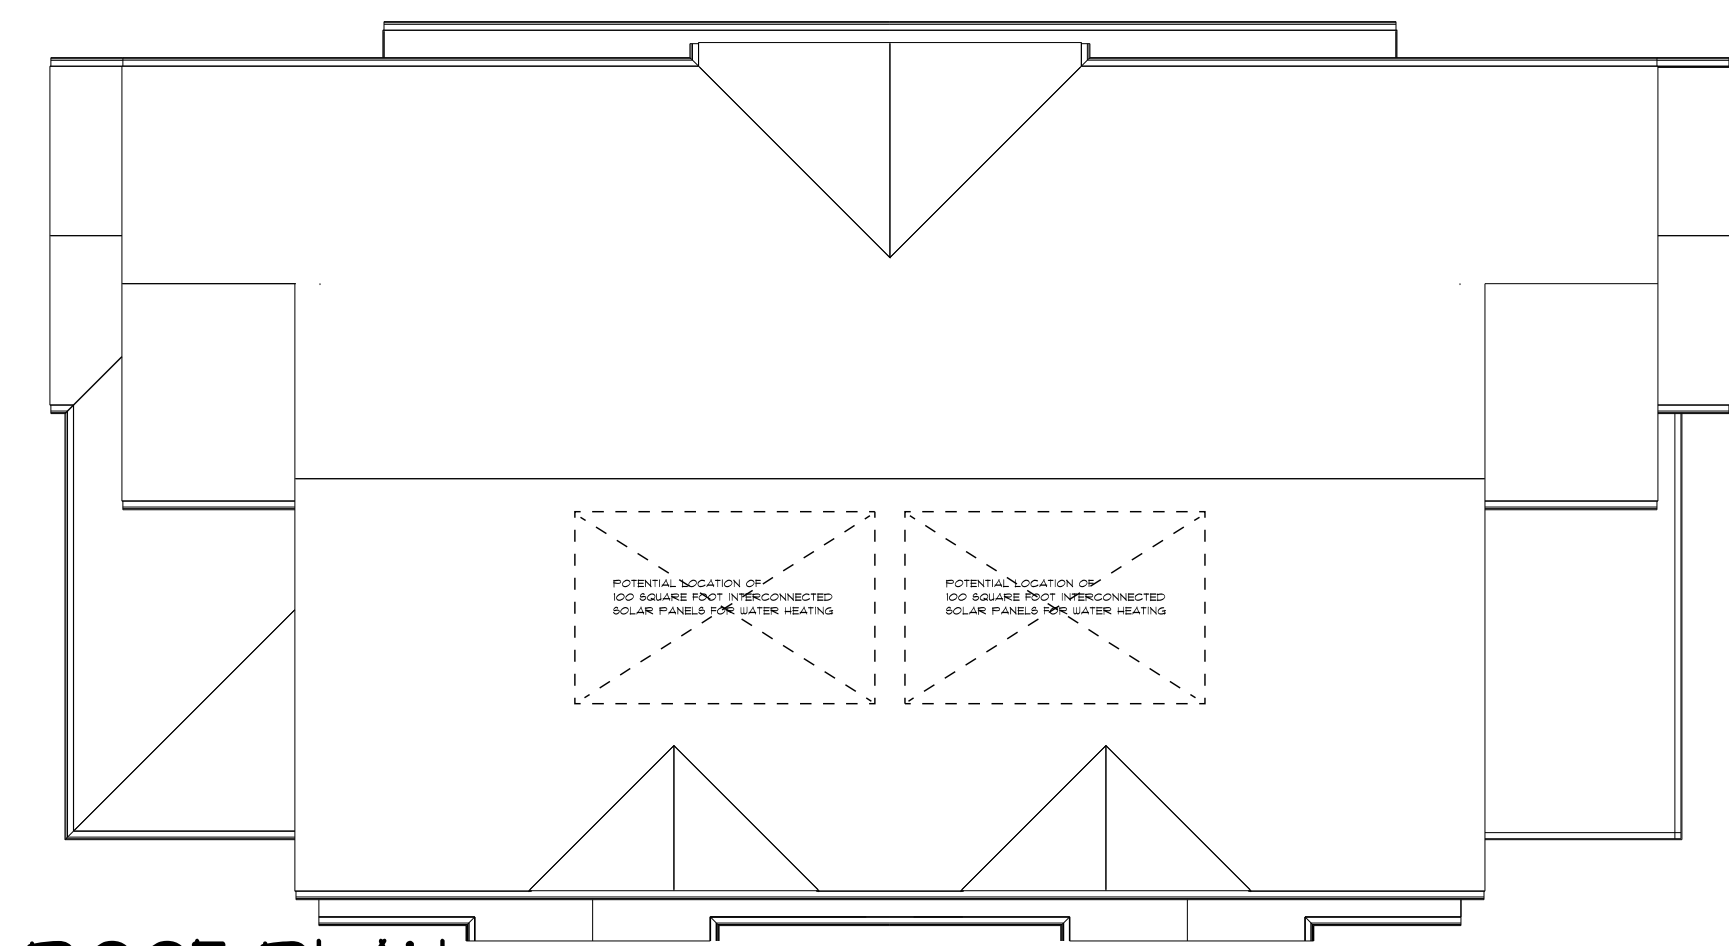 POTENTIAL LOCATION OF
100 SQUARE FOOT INTERCONNECTED
SOLAR PANELS FOR WATER HEATING
POTENTIAL LOCATION OF
100 SQUARE FOOT INTERCONNECTED
SOLAR PANELS FOR WATER HEATING